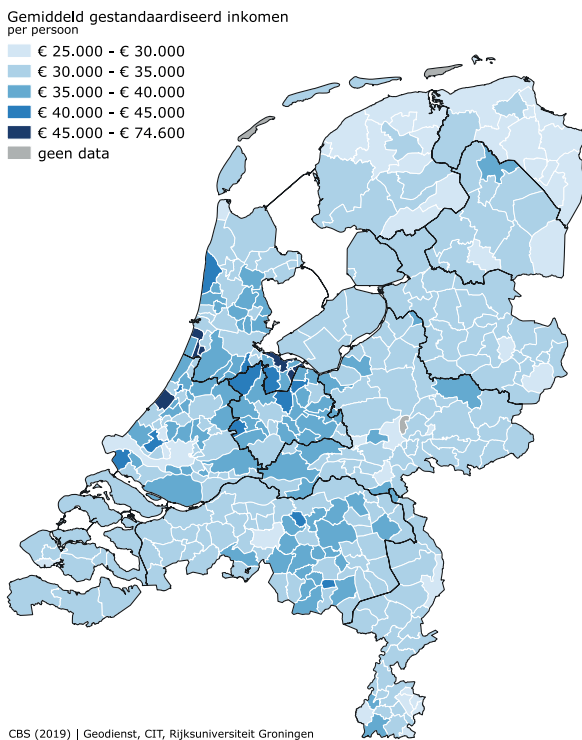 Gemiddeld gestandaardiseerd inkomen
per persoon
€ 25.000 - € 30.000
€ 30.000 - € 35.000
€ 35.000 - € 40.000
€ 40.000 - € 45.000
€ 45.000 - € 74.600
geen data
CBS (2019) | Geodienst, CIT, Rijksuniversiteit Groningen